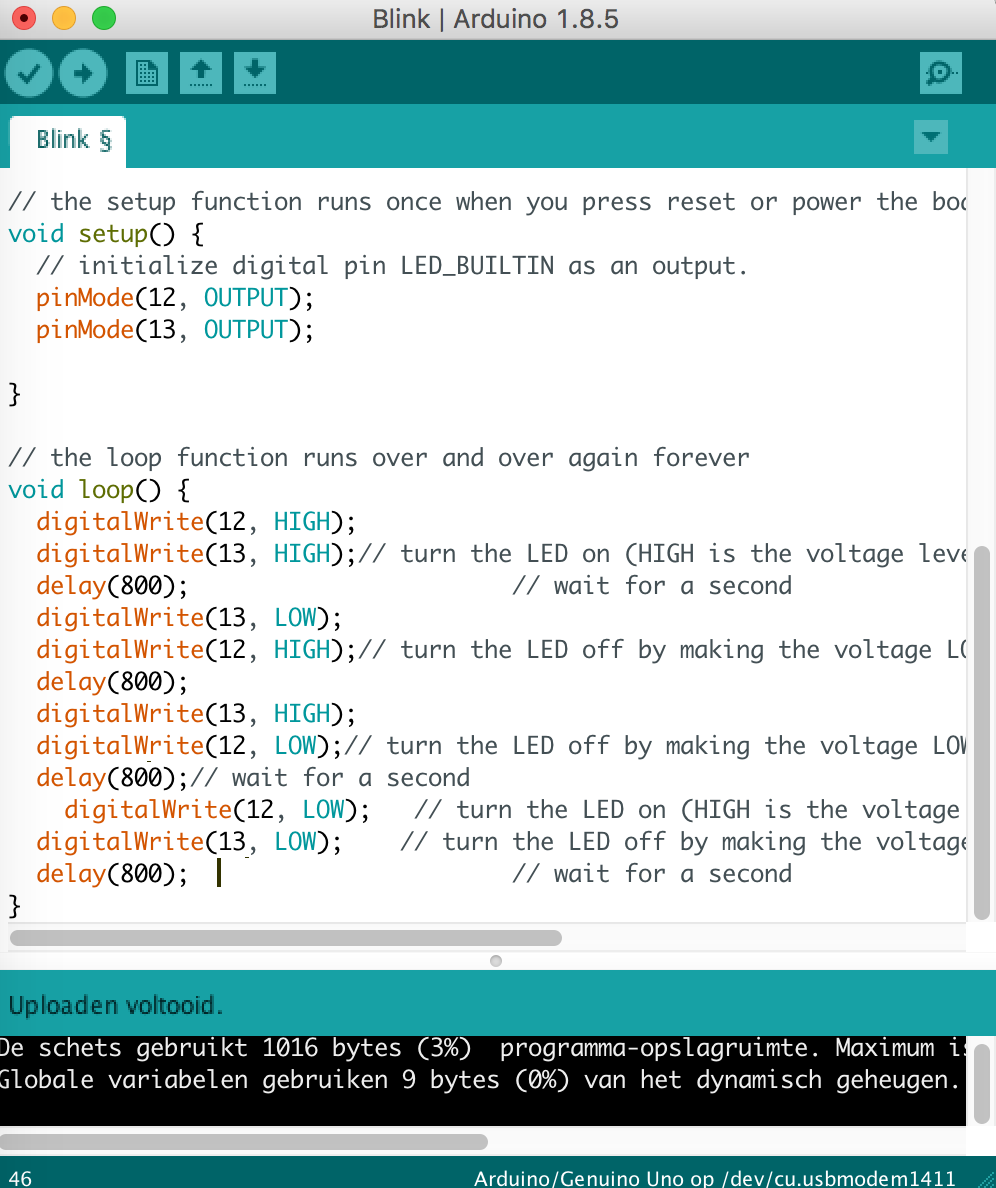 Blink | Arduino 1.8.5
Blink §
// the setup function runs once when you press reset or power the
void setup() {
// initialize digital pin LED_BUILTIN as an output.
pinMode(12, OUTPUT);
pinMode(13, OUTPUT);
}
// the loop function runs over and over again forever
void loop() {
digitalWrite(12, HIGH);
digitalWrite(13, HIGH);// turn the LED on (HIGH is the voltage
delay(800); // wait for a second
digitalWrite(13, LOW);
digitalWrite(12, HIGH);// turn the LED off by making the voltage
delay(800);
digitalWrite(13, HIGH);
digitalWrite(12, LOW);// turn the LED off by making the voltage
delay(800);// wait for a second
digitalWrite(12, LOW); // turn the LED on (HIGH is the voltage
digitalWrite(13, LOW); // turn the LED off by making the voltage
delay(800); // wait for a second
}
Uploaden voltooid.
De schets gebruikt 1016 bytes (3%) programma-opslagruimte. Maximum
Globale variabelen gebruiken 9 bytes (0%) van het dynamisch geheugen.
46
Arduino/Genuino Uno op /dev/cu.usbmodem1411